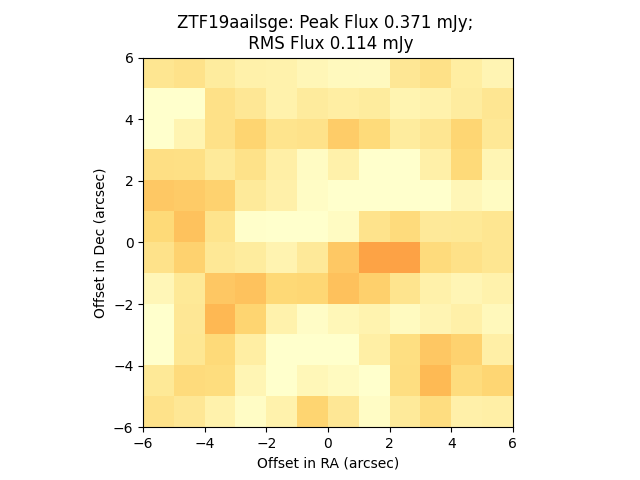 ZTF19aailsge: Peak Flux 0.371 mJy;
RMS Flux 0.114 mJy
6
4
2
0
−2
−4
−6
Offset in Dec (arcsec)
−6 −4 −2 0 2 4 6
Offset in RA (arcsec)